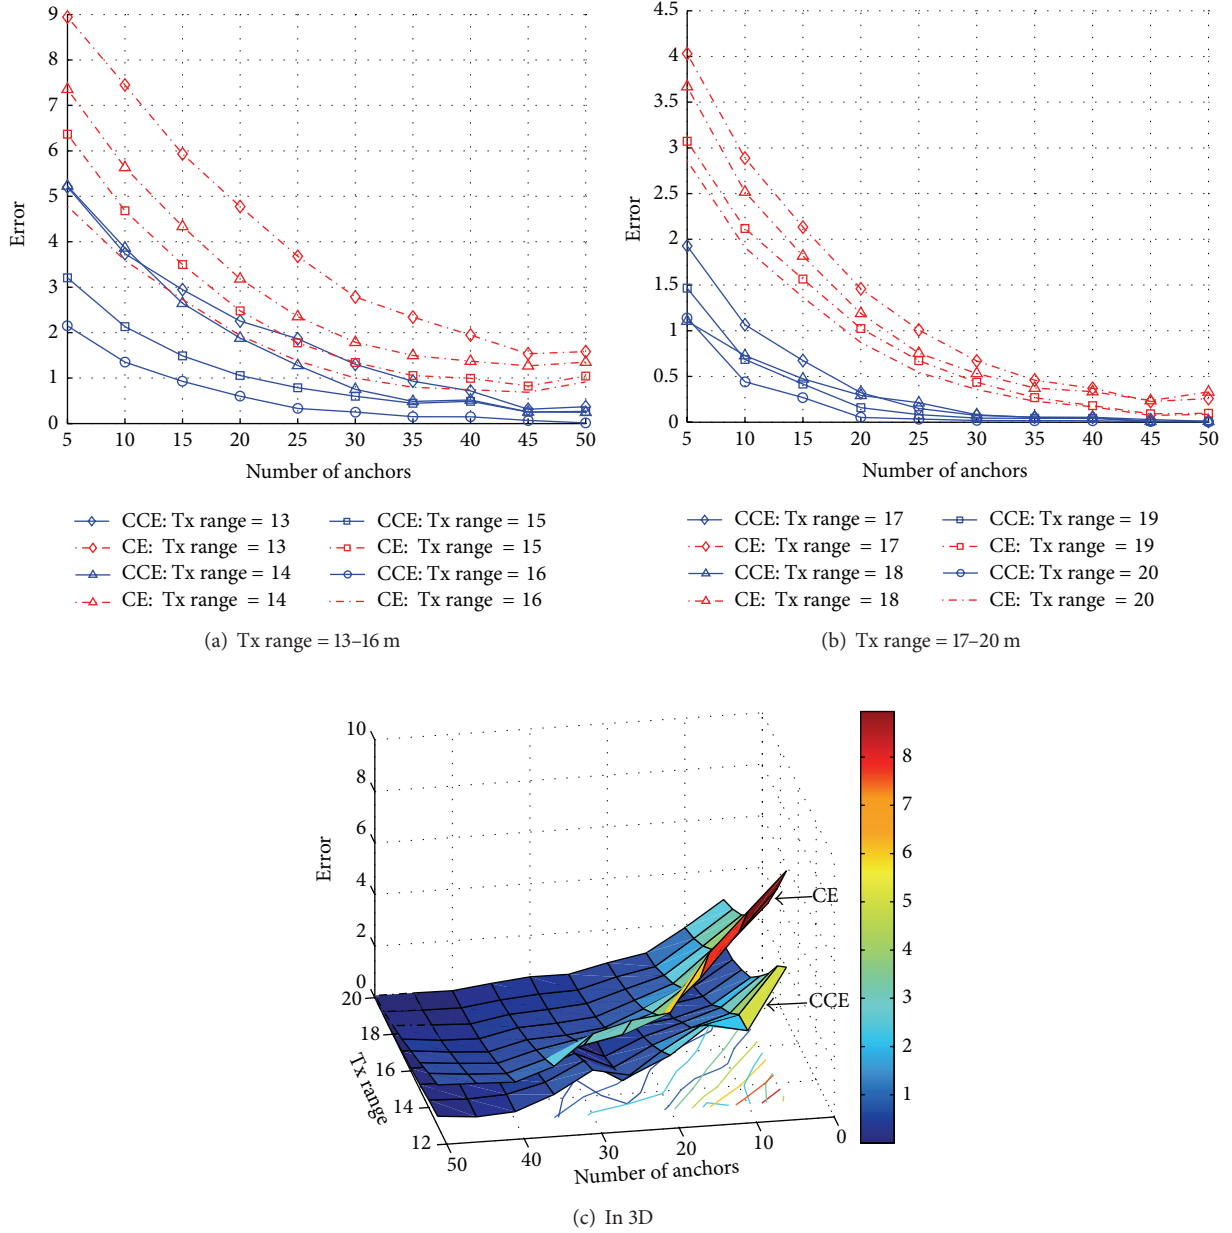 9
8
7
6
5
4
3
2
1
0
Error
5 10 15 20 25 30 35 40 45 50
Number of anchors
CCE: Tx range = 13
CE: Tx range = 13
CCE: Tx range = 14
CE: Tx range = 14
CCE: Tx range = 15
CE: Tx range = 15
CCE: Tx range = 16
CE: Tx range = 16
(a) Tx range = 13–16 m
4.5
4
3.5
3
2.5
2
1.5
1
0.5
0
Error
5 10 15 20 25 30 35 40 45 50
Number of anchors
CCE: Tx range = 17
CE: Tx range = 17
CCE: Tx range = 18
CE: Tx range = 18
CCE: Tx range = 19
CE: Tx range = 19
CCE: Tx range = 20
CE: Tx range = 20
(b) Tx range = 17–20 m
10
8
6
4
2
0
Error
20
18
16
14
12
Tx range
50 40 30 20 10 0
Number of anchors
CE
CCE
8
7
6
5
4
3
2
1
(c) In 3D